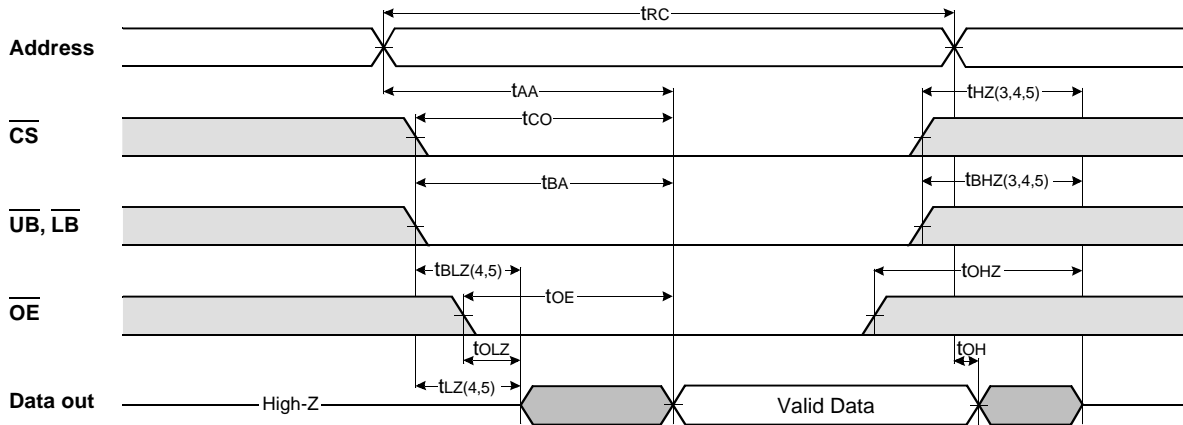 tRC
Address
tAA
tHZ(3,4,5)
CS
tCO
tBA
tBHZ(3,4,5)
UB, LB
tBLZ(4,5)
tOHZ
OE
tOE
tOLZ
tOH
tLZ(4,5)
Data out
High-Z
Valid Data